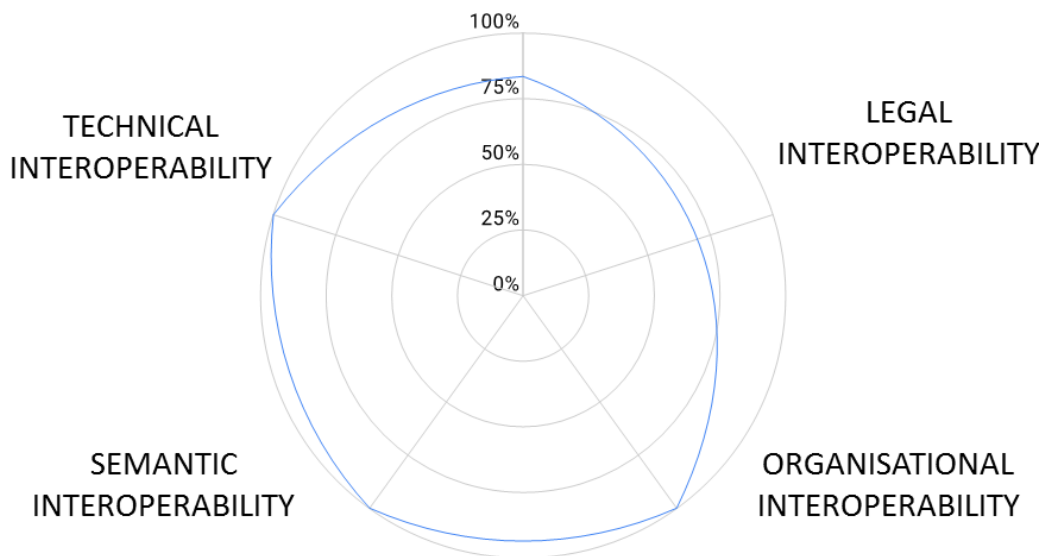 100%
75%
50%
25%
0%
TECHNICAL
INTEROPERABILITY
LEGAL
INTEROPERABILITY
SEMANTIC
INTEROPERABILITY
ORGANISATIONAL
INTEROPERABILITY